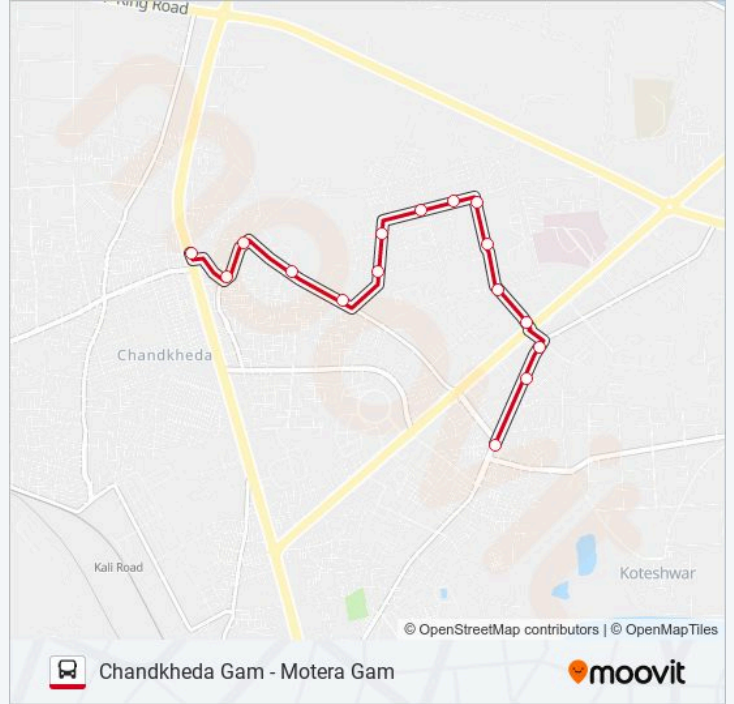 King Road
Chandkheda
Kali Road
Koteshwar
© OpenStreetMap contributors | © OpenMapTiles
Chandkheda Gam - Motera Gam
moovit